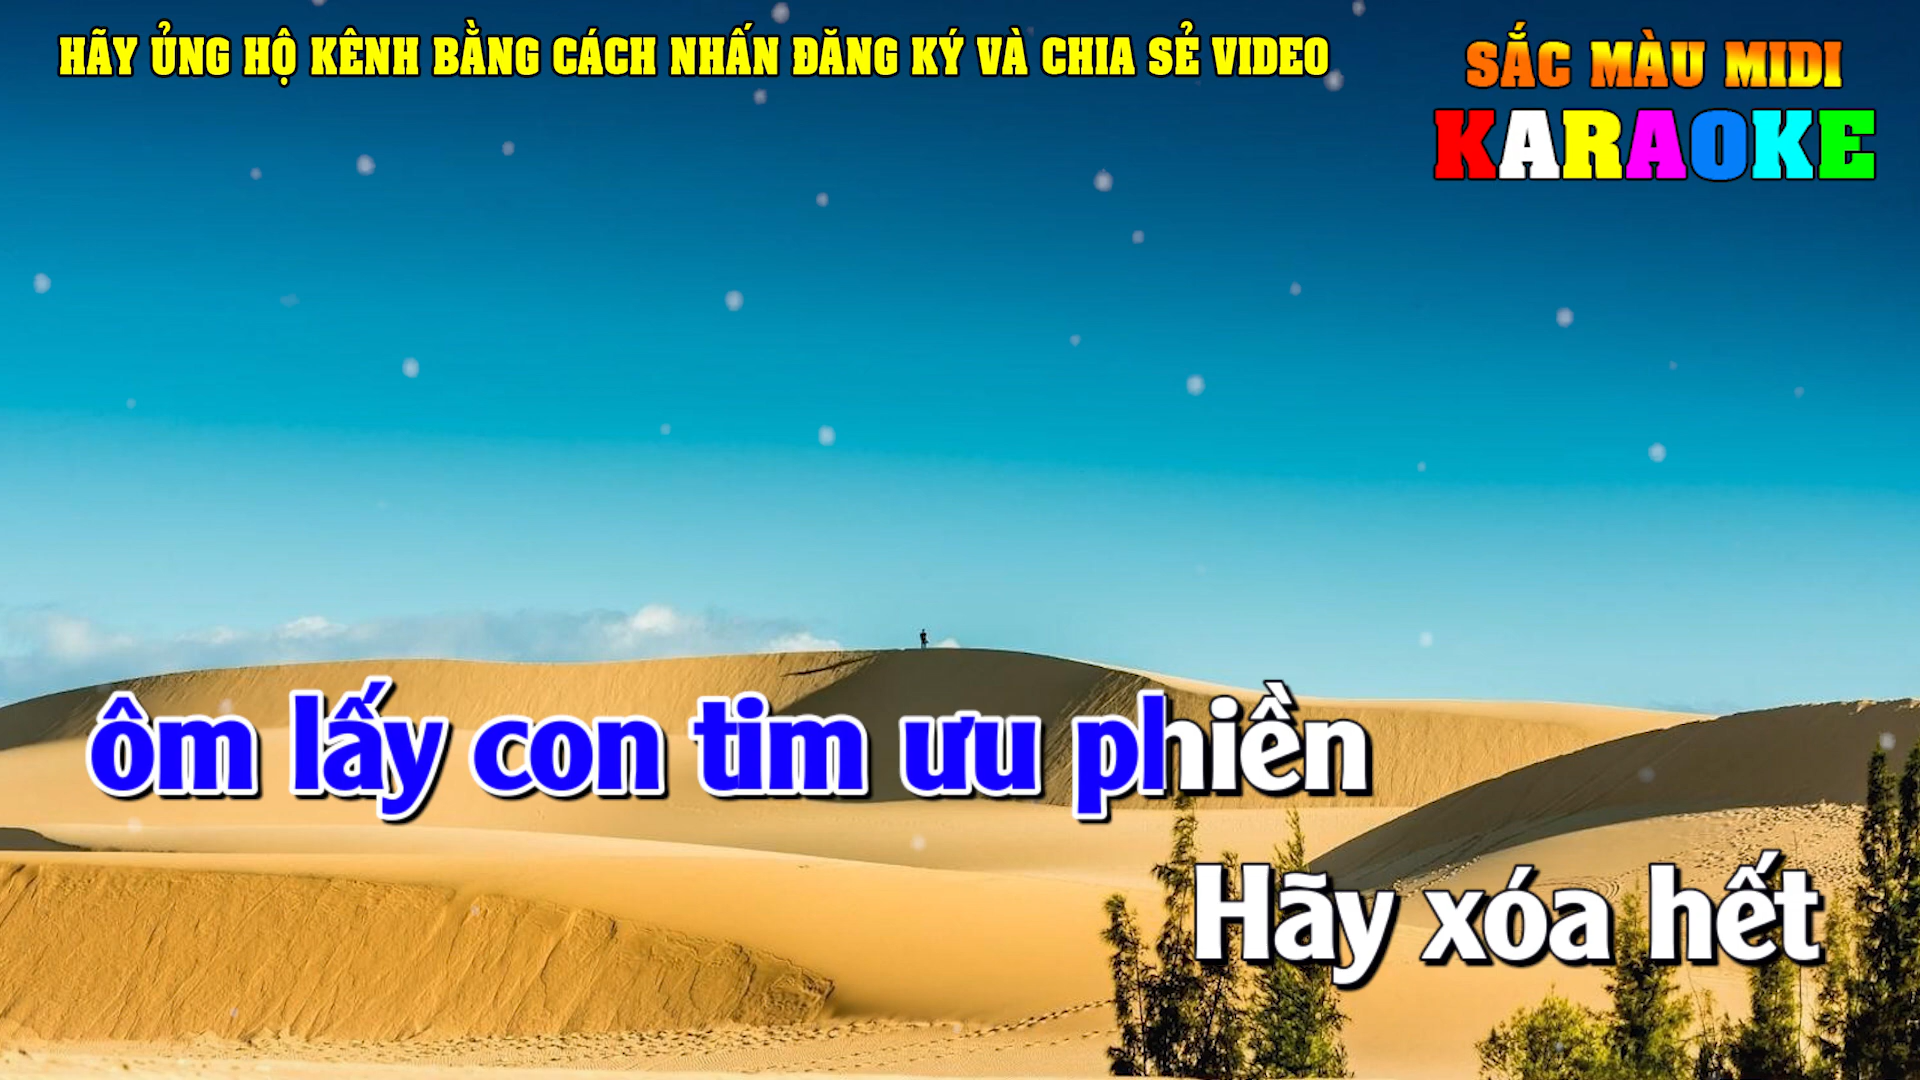 HÃY ỦNG HỘ KÊNH BẰNG CÁCH NHẤN ĐĂNG KÝ VÀ CHIA SẺ VIDEO
SẮC MÀU MIDI
KARAOKE
ôm lấy con tim ưu phiền
Hãy xóa hết